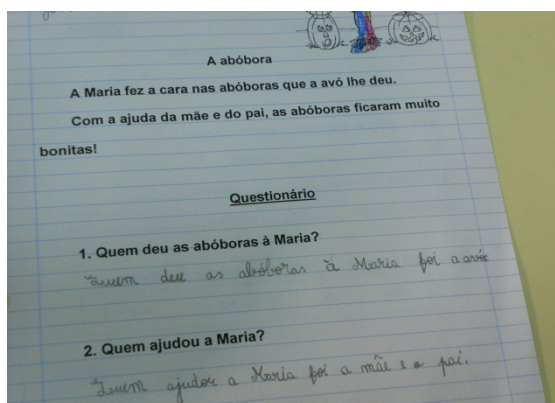 A abóbora
A Maria fez a cara nas abóboras que a avó lhe deu.
Com a ajuda da mãe e do pai, as abóboras ficaram muito
bonitas!
Questionário
1. Quem deu as abóboras à Maria?
Quem deu as abóboras à Maria foi a avó
2. Quem ajudou a Maria?
Quem ajudou a Maria foi a mãe e o pai.